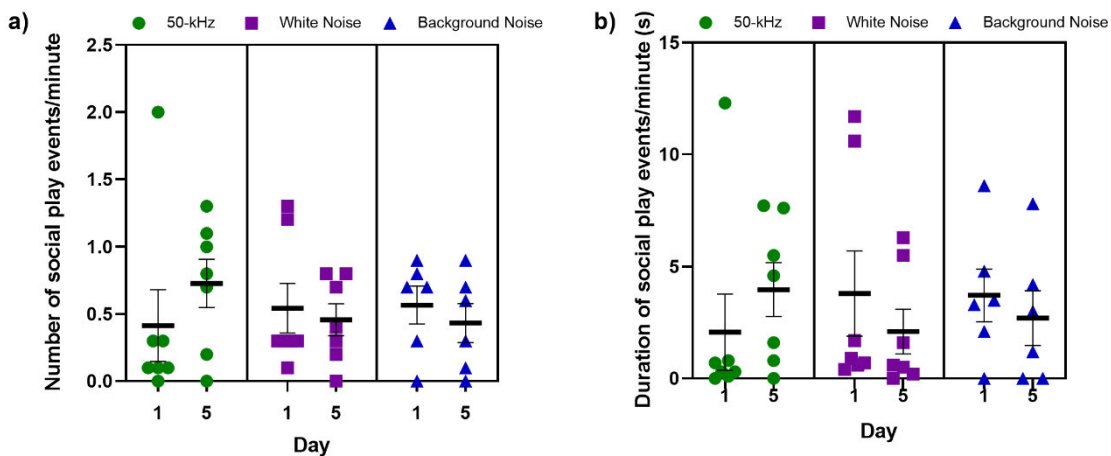 a)
50-kHz White Noise Background Noise
Number of social play events/minute
2.5
2.0
1.5
1.0
0.5
0.0
1 5 1 5 1 5
Day
b)
50-kHz White Noise Background Noise
Duration of social play events/minute (s)
15
10
5
0
1 5 1 5 1 5
Day